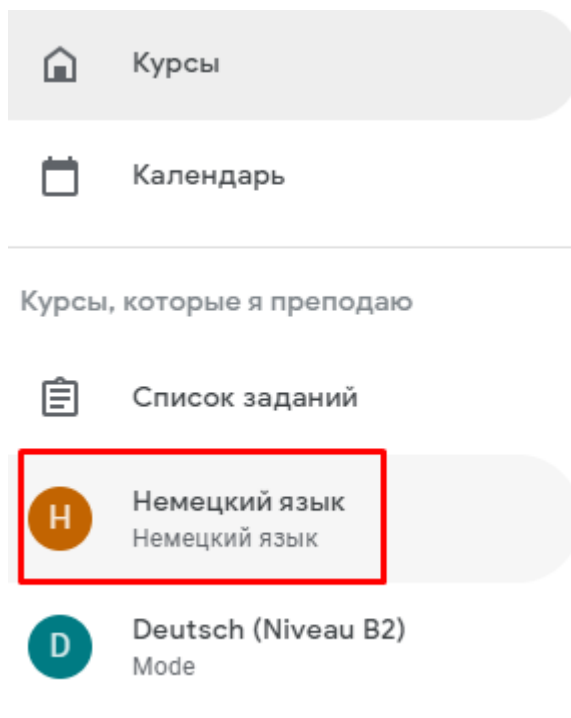 Курсы
Календарь
Курсы, которые я преподаю
Список заданий
Н
Немецкий язык
Немецкий язык
D
Deutsch (Niveau B2)
Mode